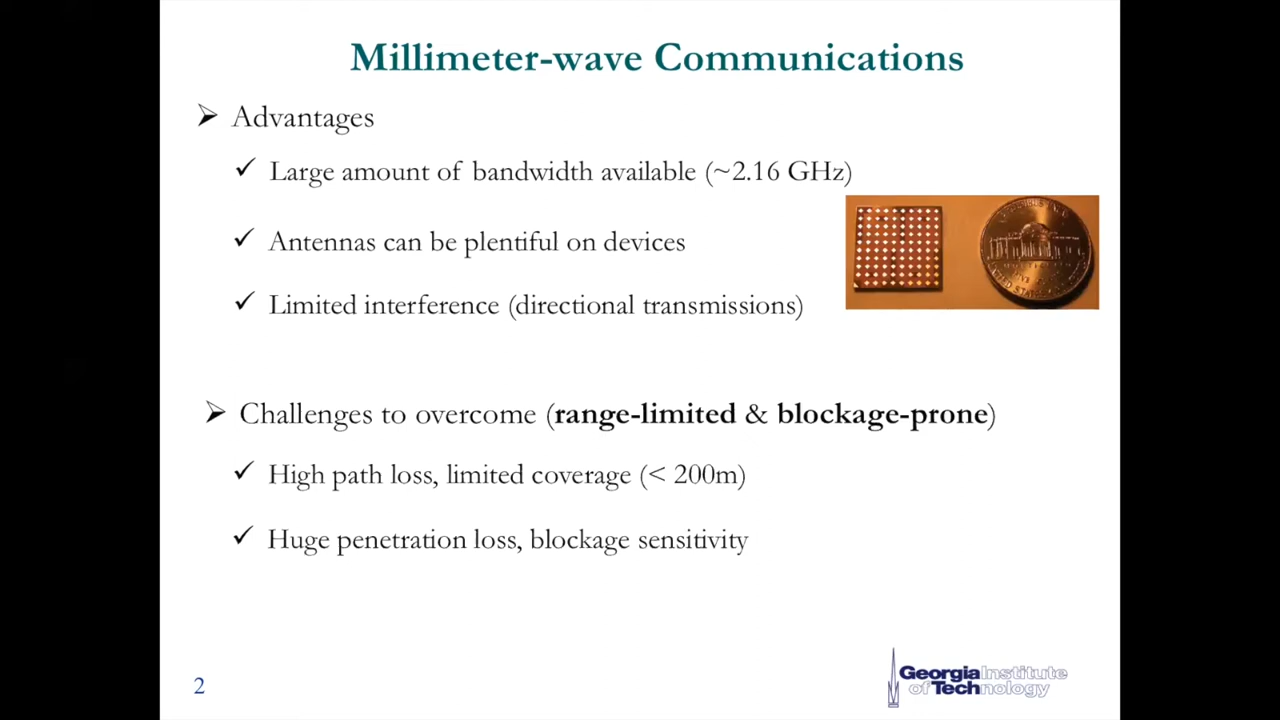 Millimeter-wave Communications
➢ Advantages
✓ Large amount of bandwidth available (~2.16 GHz)
✓ Antennas can be plentiful on devices
✓ Limited interference (directional transmissions)
➢ Challenges to overcome (range-limited & blockage-prone)
✓ High path loss, limited coverage (< 200m)
✓ Huge penetration loss, blockage sensitivity
2
Georgia Institute
of Technology